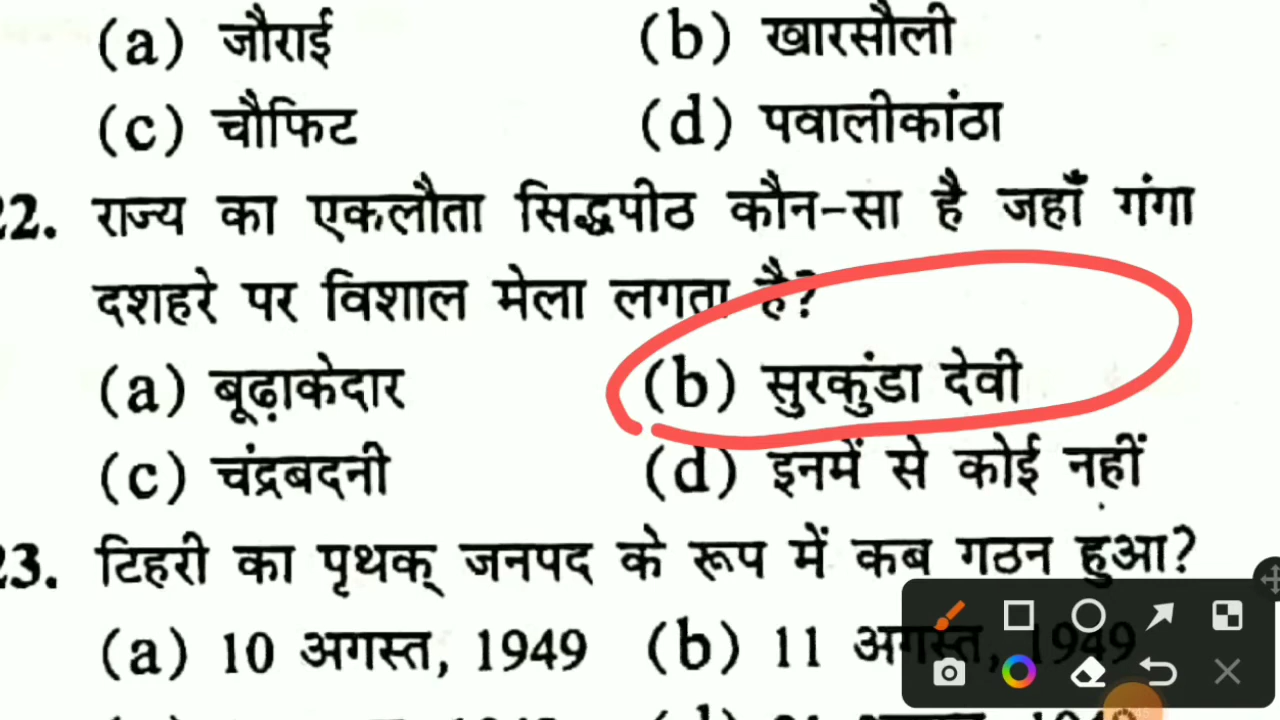 (a) जौराई (b) खारसौली
(c) चौफिट (d) पवालीकांठा
22. राज्य का एकलौता सिद्धपीठ कौन-सा है जहाँ गंगा
दशहरे पर विशाल मेला लगता है?
(a) बूढ़ाकेदार (b) सुरकुंडा देवी
(c) चंद्रबदनी (d) इनमें से कोई नहीं
23. टिहरी का पृथक् जनपद के रूप में कब गठन हुआ?
(a) 10 अगस्त, 1949 (b) 11 अगस्त, 1949